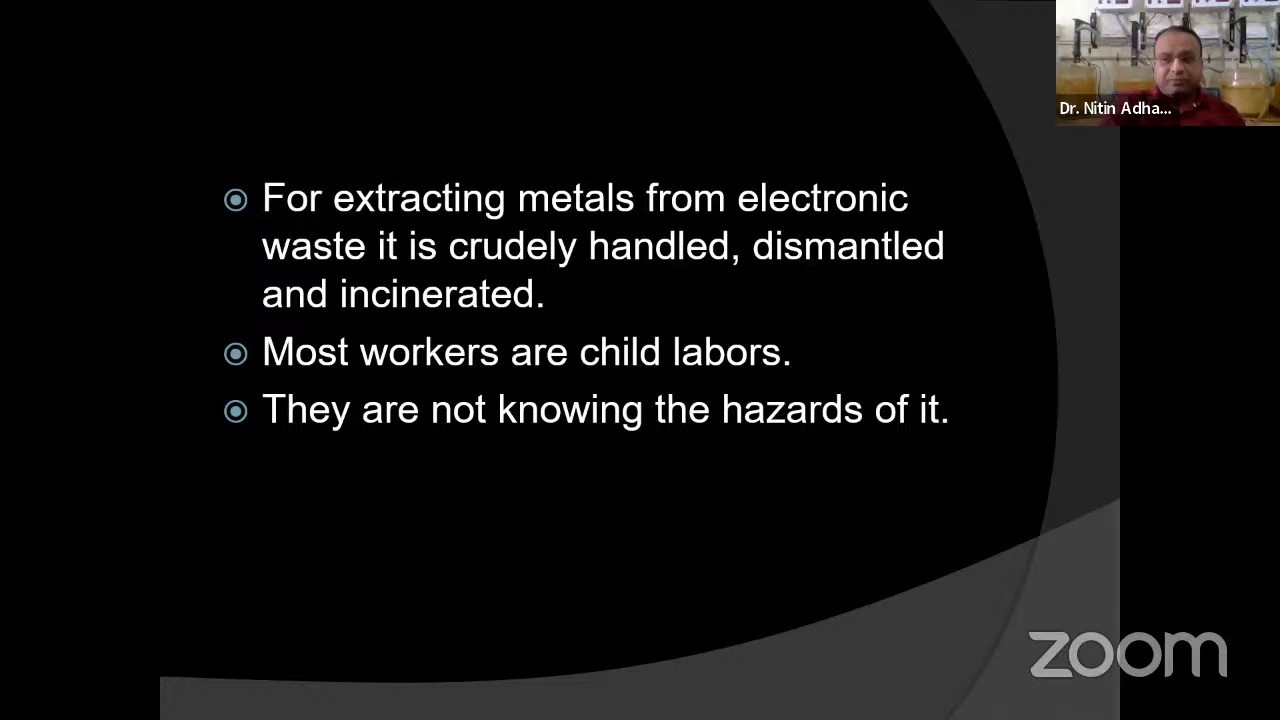 Dr. Nitin Adha...
For extracting metals from electronic
waste it is crudely handled, dismantled
and incinerated.
Most workers are child labors.
They are not knowing the hazards of it.
zoom